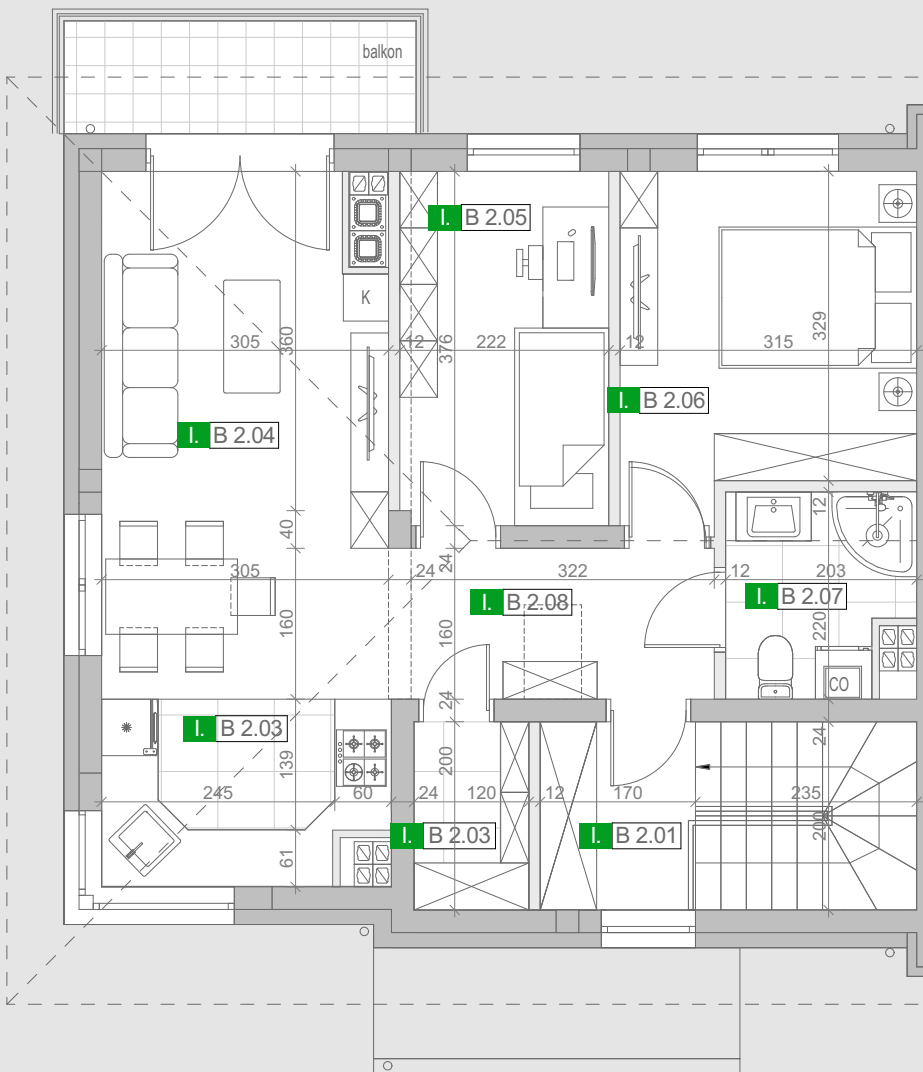 balkon
I. B 2.05
K
305
360
12
376
222
12
315
329
I. B 2.06
I. B 2.04
40
12
24
305
24
322
12
203
I. B 2.08
I. B 2.07
160
160
220
CO
24
I. B 2.03
139
200
24
245
60
24
120
12
170
235
200
I. B 2.03
I. B 2.01
61